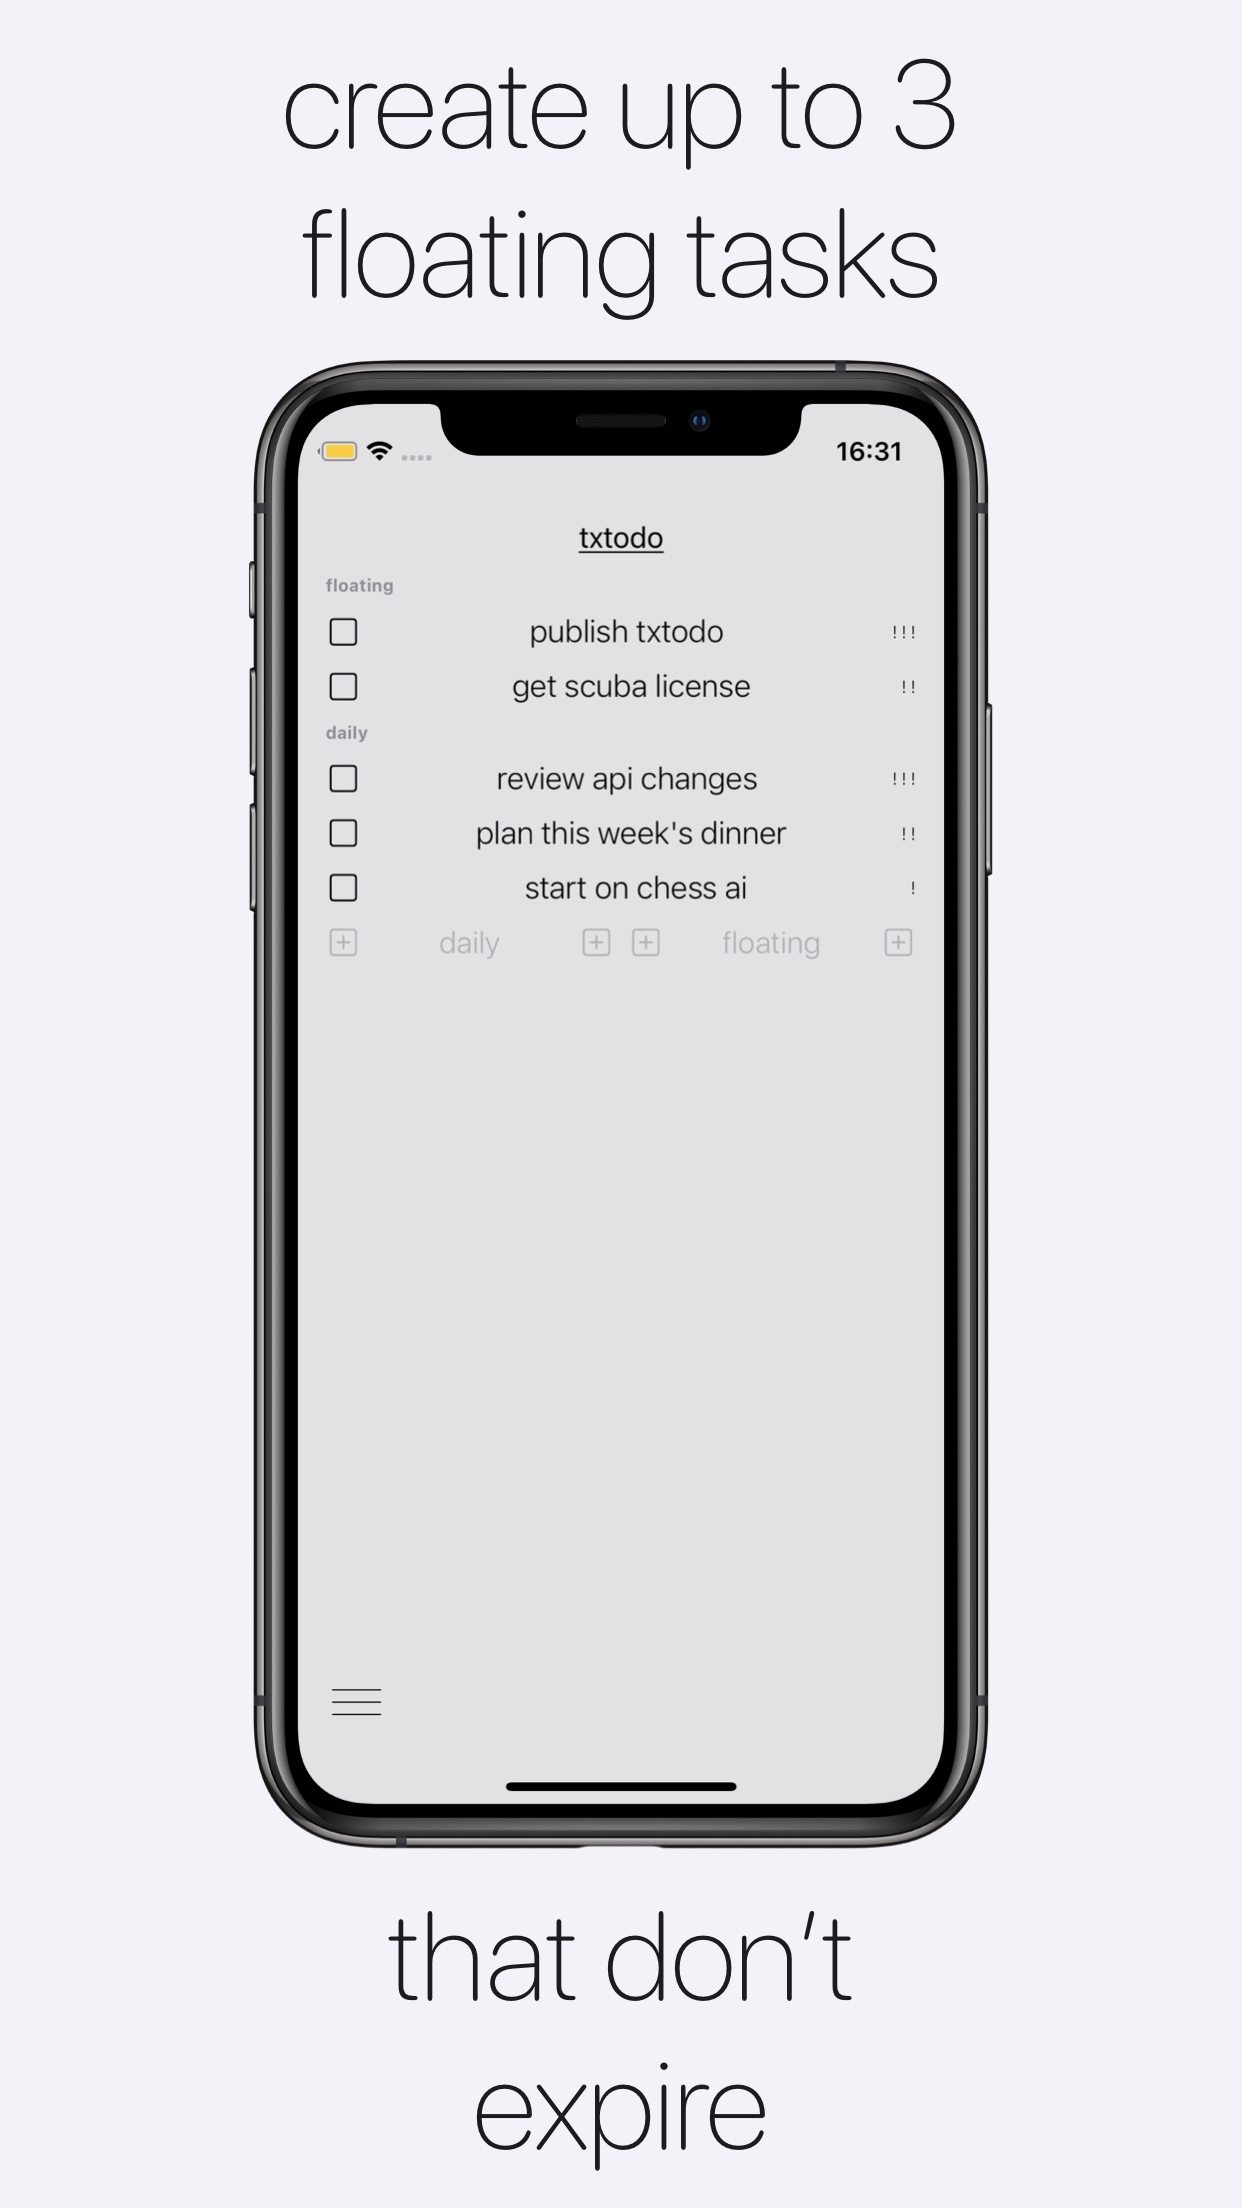 create up to 3
floating tasks
16:31
txtodo
floating
publish txtodo !!!
get scuba license !!
daily
review api changes !!!
plan this week's dinner !!
start on chess ai !
daily floating
that don’t
expire